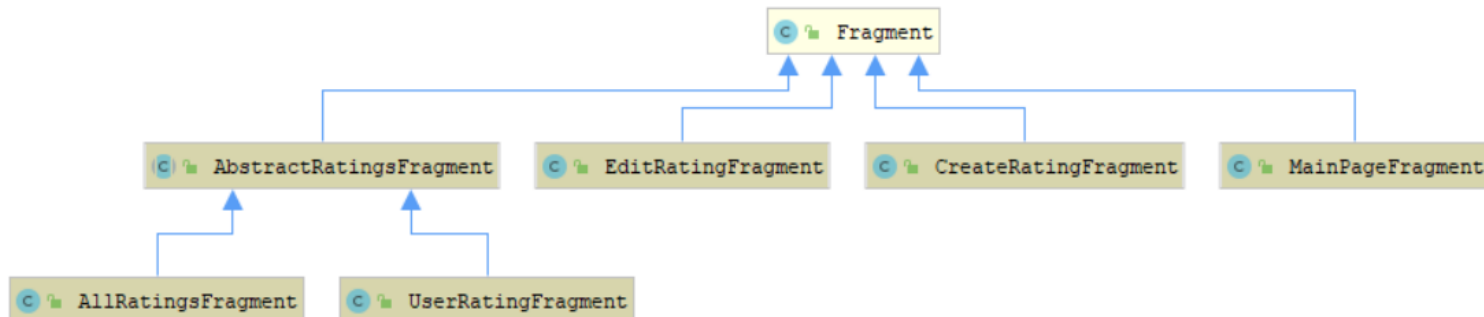 C Fragment
C AbstractRatingsFragment
C EditRatingFragment
C CreateRatingFragment
C MainPageFragment
C AllRatingsFragment
C UserRatingFragment